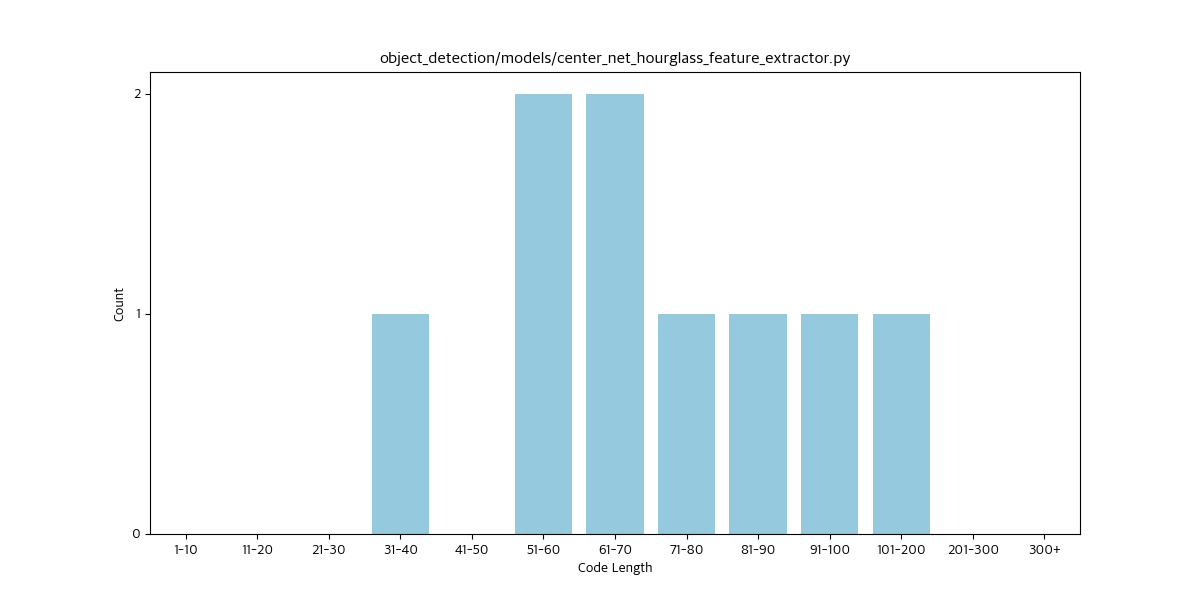 object_detection/models/center_net_hourglass_feature_extractor.py
2
1
0
Count
1-10 11-20 21-30 31-40 41-50 51-60 61-70 71-80 81-90 91-100 101-200 201-300 300+
Code Length